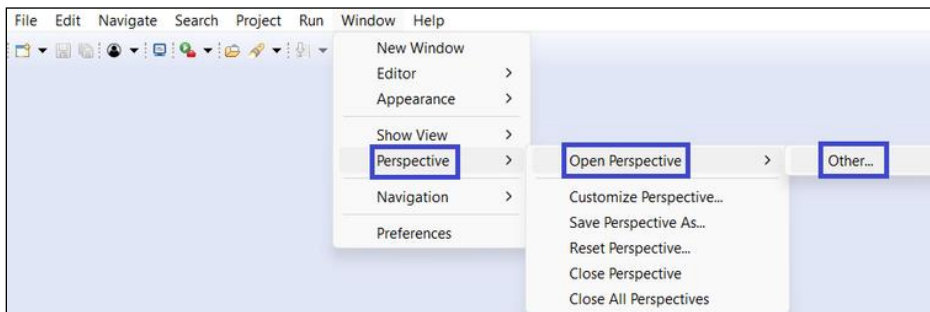 File Edit Navigate Search Project Run Window Help
New Window
Editor
Appearance
Show View
Perspective
Open Perspective
Other...
Navigation
Customize Perspective...
Save Perspective As...
Preferences
Reset Perspective...
Close Perspective
Close All Perspectives